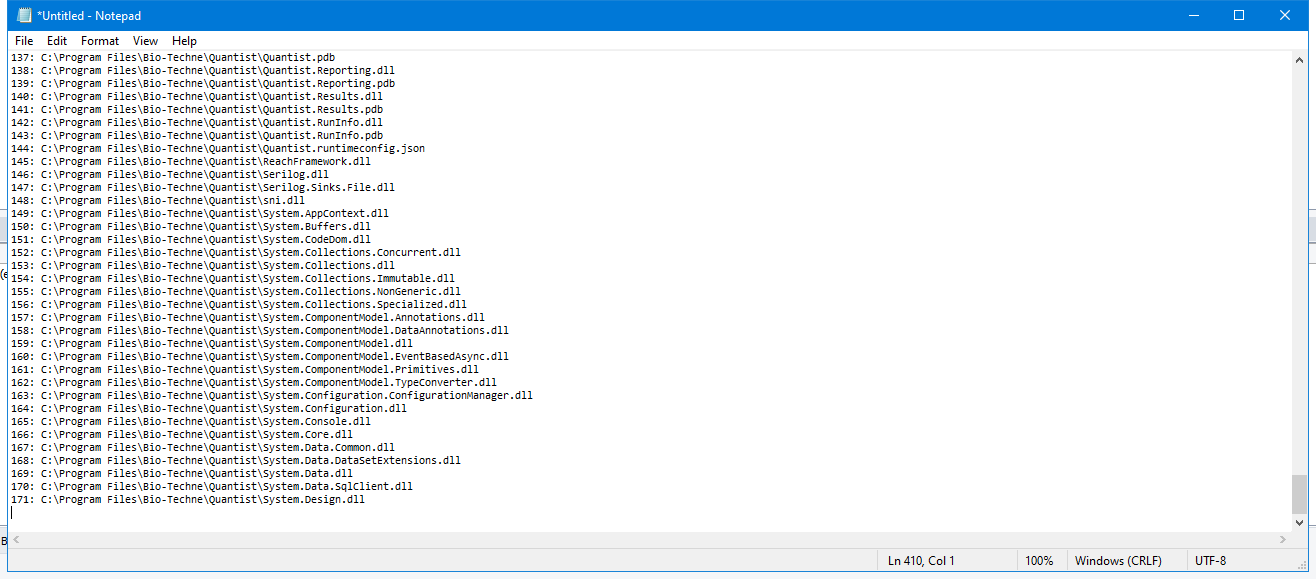 *Untitled - Notepad
File Edit Format View Help
137: C:\Program Files\Bio-Techne\Quantist\Quantist.pdb
138: C:\Program Files\Bio-Techne\Quantist\Quantist.Reporting.dll
139: C:\Program Files\Bio-Techne\Quantist\Quantist.Reporting.pdb
140: C:\Program Files\Bio-Techne\Quantist\Quantist.Results.dll
141: C:\Program Files\Bio-Techne\Quantist\Quantist.Results.pdb
142: C:\Program Files\Bio-Techne\Quantist\Quantist.RunInfo.dll
143: C:\Program Files\Bio-Techne\Quantist\Quantist.RunInfo.pdb
144: C:\Program Files\Bio-Techne\Quantist\Quantist.runtimeconfig.json
145: C:\Program Files\Bio-Techne\Quantist\ReachFramework.dll
146: C:\Program Files\Bio-Techne\Quantist\Serilog.dll
147: C:\Program Files\Bio-Techne\Quantist\Serilog.Sinks.File.dll
148: C:\Program Files\Bio-Techne\Quantist\sni.dll
149: C:\Program Files\Bio-Techne\Quantist\System.AppContext.dll
150: C:\Program Files\Bio-Techne\Quantist\System.Buffers.dll
151: C:\Program Files\Bio-Techne\Quantist\System.CodeDom.dll
152: C:\Program Files\Bio-Techne\Quantist\System.Collections.Concurrent.dll
153: C:\Program Files\Bio-Techne\Quantist\System.Collections.dll
154: C:\Program Files\Bio-Techne\Quantist\System.Collections.Immutable.dll
155: C:\Program Files\Bio-Techne\Quantist\System.Collections.NonGeneric.dll
156: C:\Program Files\Bio-Techne\Quantist\System.Collections.Specialized.dll
157: C:\Program Files\Bio-Techne\Quantist\System.ComponentModel.Annotations.dll
158: C:\Program Files\Bio-Techne\Quantist\System.ComponentModel.DataAnnotations.dll
159: C:\Program Files\Bio-Techne\Quantist\System.ComponentModel.dll
160: C:\Program Files\Bio-Techne\Quantist\System.ComponentModel.EventBasedAsync.dll
161: C:\Program Files\Bio-Techne\Quantist\System.ComponentModel.Primitives.dll
162: C:\Program Files\Bio-Techne\Quantist\System.ComponentModel.TypeConverter.dll
163: C:\Program Files\Bio-Techne\Quantist\System.Configuration.ConfigurationManager.dll
164: C:\Program Files\Bio-Techne\Quantist\System.Configuration.dll
165: C:\Program Files\Bio-Techne\Quantist\System.Console.dll
166: C:\Program Files\Bio-Techne\Quantist\System.Core.dll
167: C:\Program Files\Bio-Techne\Quantist\System.Data.Common.dll
168: C:\Program Files\Bio-Techne\Quantist\System.Data.DataSetExtensions.dll
169: C:\Program Files\Bio-Techne\Quantist\System.Data.dll
170: C:\Program Files\Bio-Techne\Quantist\System.Data.SqlClient.dll
171: C:\Program Files\Bio-Techne\Quantist\System.Design.dll
Ln 410, Col 1 100% Windows (CRLF) UTF-8